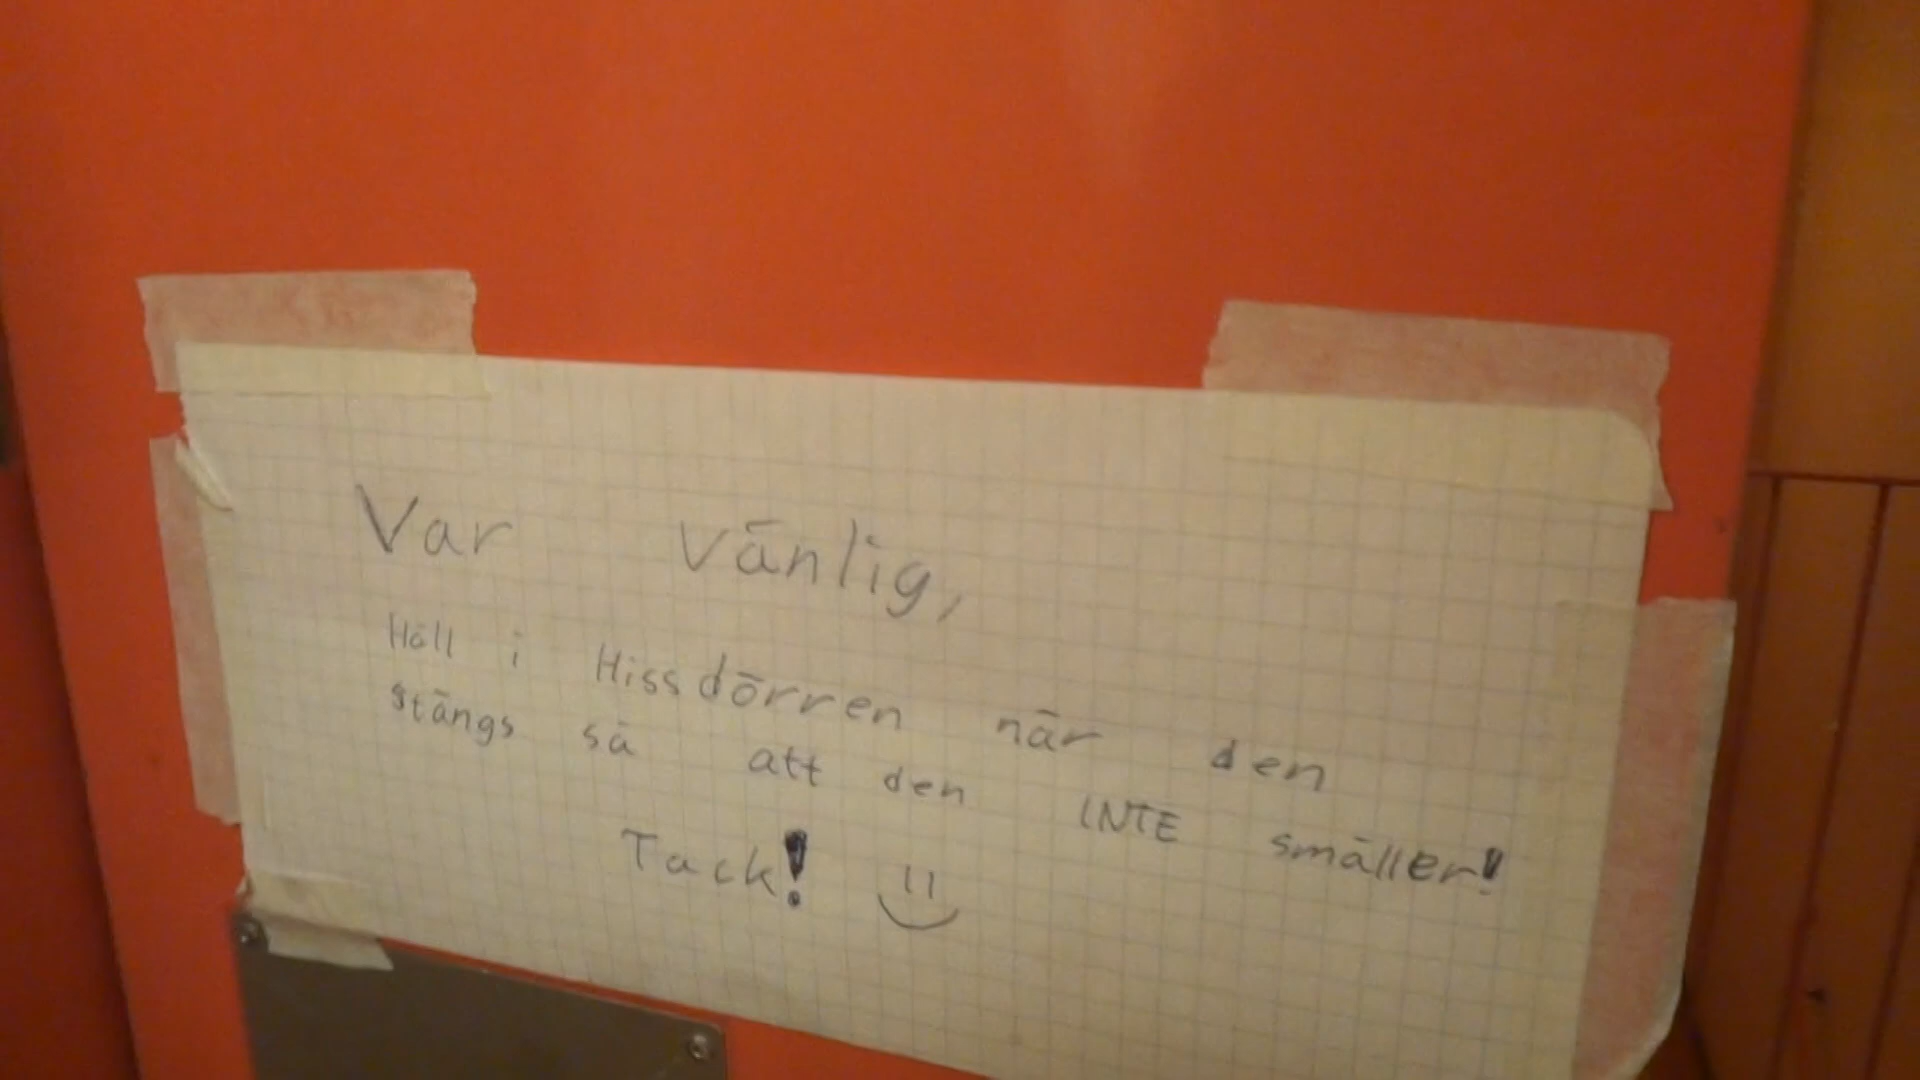 Var vänlig,
Håll i Hissdörren när den
stängs så att den INTE smäller!
Tack!